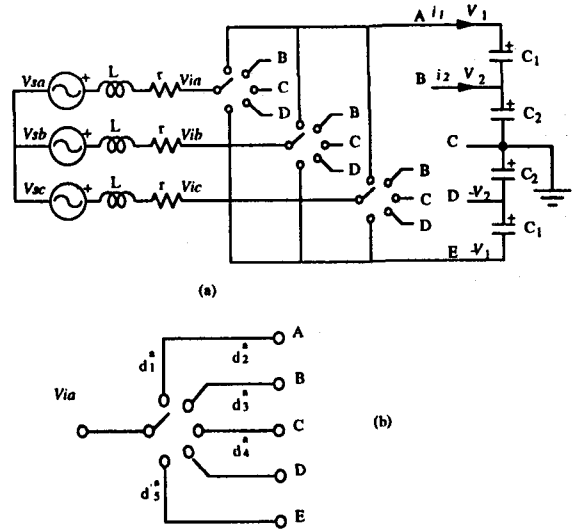 A i₁ V₁
B
C₁
Vsa + L r Via C
D
B i₂ V₂
B
C₂
Vsb + L r Vib C
C
D
C₂
B
Vsc + L r Vic C
D -V₂
D
C₁
E -V₁
(a)
A
d₁ᵃ d₂ᵃ
B
Via d₃ᵃ
C (b)
d₄ᵃ
D
d₅ᵃ
E